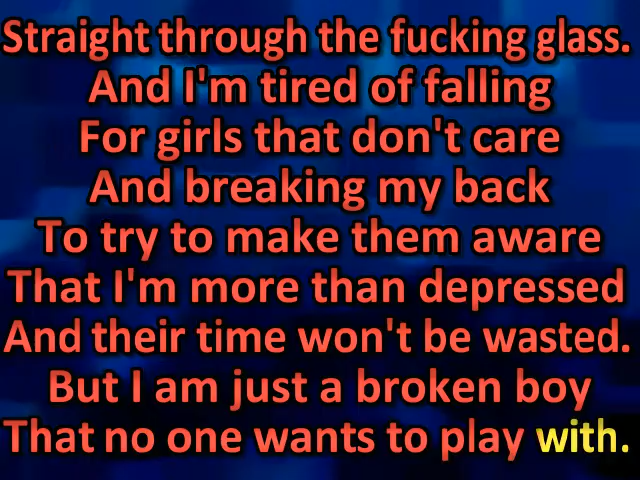 Straight through the fucking glass.
And I'm tired of falling
For girls that don't care
And breaking my back
To try to make them aware
That I'm more than depressed
And their time won't be wasted.
But I am just a broken boy
That no one wants to play with.